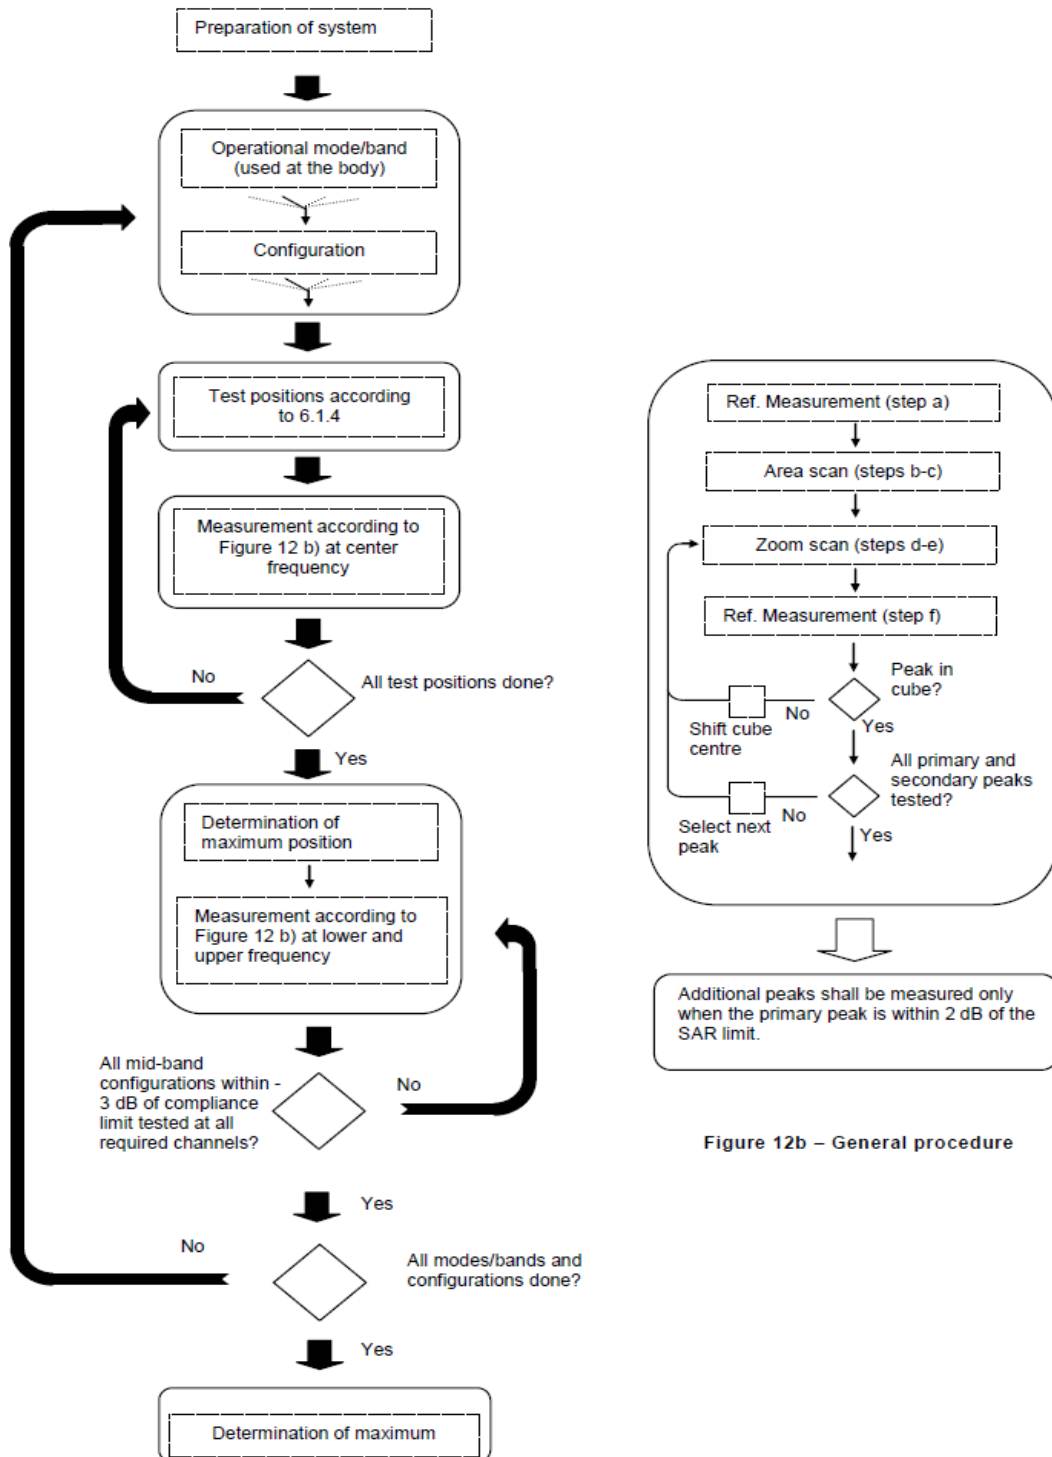 Preparation of system
Operational mode/band
(used at the body)
Configuration
Test positions according
to 6.1.4
Measurement according to
Figure 12 b) at center
frequency
No
All test positions done?
Yes
Determination of
maximum position
Measurement according to
Figure 12 b) at lower and
upper frequency
All mid-band
configurations within -
3 dB of compliance
limit tested at all
required channels?
No
Yes
No
All modes/bands and
configurations done?
Yes
Determination of maximum
Ref. Measurement (step a)
Area scan (steps b-c)
Zoom scan (steps d-e)
Ref. Measurement (step f)
Peak in
cube?
No
Shift cube
centre
Yes
All primary and
secondary peaks
tested?
No
Select next
peak
Yes
Additional peaks shall be measured only
when the primary peak is within 2 dB of the
SAR limit.
Figure 12b – General procedure